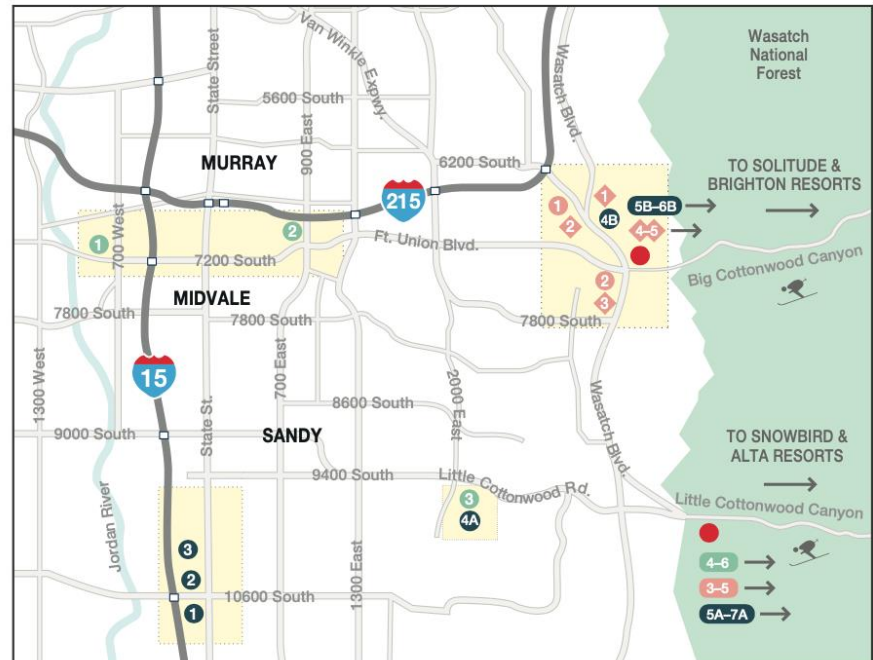 Van Winkle Expwy.
State Street
Wasatch Blvd.
Wasatch
National
Forest
5600 South
900 East
MURRAY
6200 South
TO SOLITUDE &
BRIGHTON RESORTS
215
1
1
5B–6B
4B
2
4–5
700 West
1
2
Ft. Union Blvd.
7200 South
Big Cottonwood Canyon
2
3
MIDVALE
7800 South
7800 South
7800 South
15
1300 West
700 East
2000 East
Wasatch Blvd.
8600 South
State St.
9000 South
SANDY
TO SNOWBIRD &
ALTA RESORTS
9400 South
Little Cottonwood Rd.
Little Cottonwood Canyon
3
4A
Jordan River
1300 East
3
2
1
10600 South
4–6
3–5
5A–7A